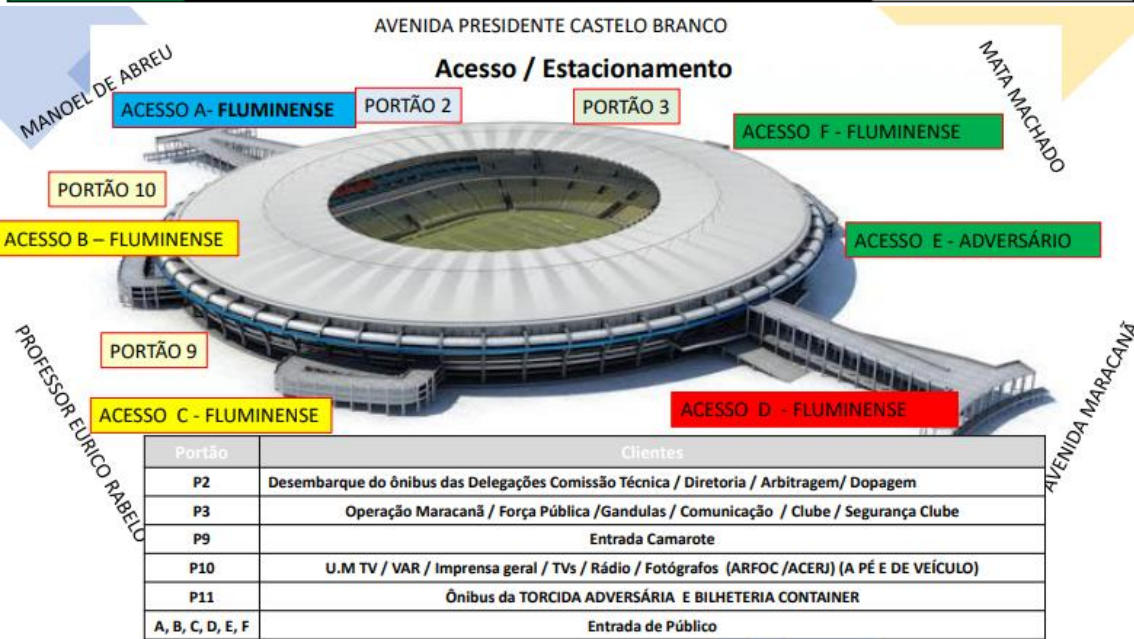 AVENIDA PRESIDENTE CASTELO BRANCO
MANOEL DE ABREU
Acesso / Estacionamento
MATA MACHADO
ACESSO A- FLUMINENSE
PORTÃO 2
PORTÃO 3
ACESSO F - FLUMINENSE
PORTÃO 10
ACESSO B – FLUMINENSE
ACESSO E - ADVERSÁRIO
PORTÃO 9
PROFESSOR EURICO RABELO
AVENIDA MARACANÃ
ACESSO C - FLUMINENSE
ACESSO D - FLUMINENSE
Portão Clientes
P2 Desembarque do ônibus das Delegações Comissão Técnica / Diretoria / Arbitragem/ Dopagem
P3 Operação Maracanã / Força Pública /Gandulas / Comunicação / Clube / Segurança Clube
P9 Entrada Camarote
P10 U.M TV / VAR / Imprensa geral / TVs / Rádio / Fotógrafos (ARFOC /ACERJ) (A PÉ E DE VEÍCULO)
P11 Ônibus da TORCIDA ADVERSÁRIA E BILHETERIA CONTAINER
A, B, C, D, E, F Entrada de Público